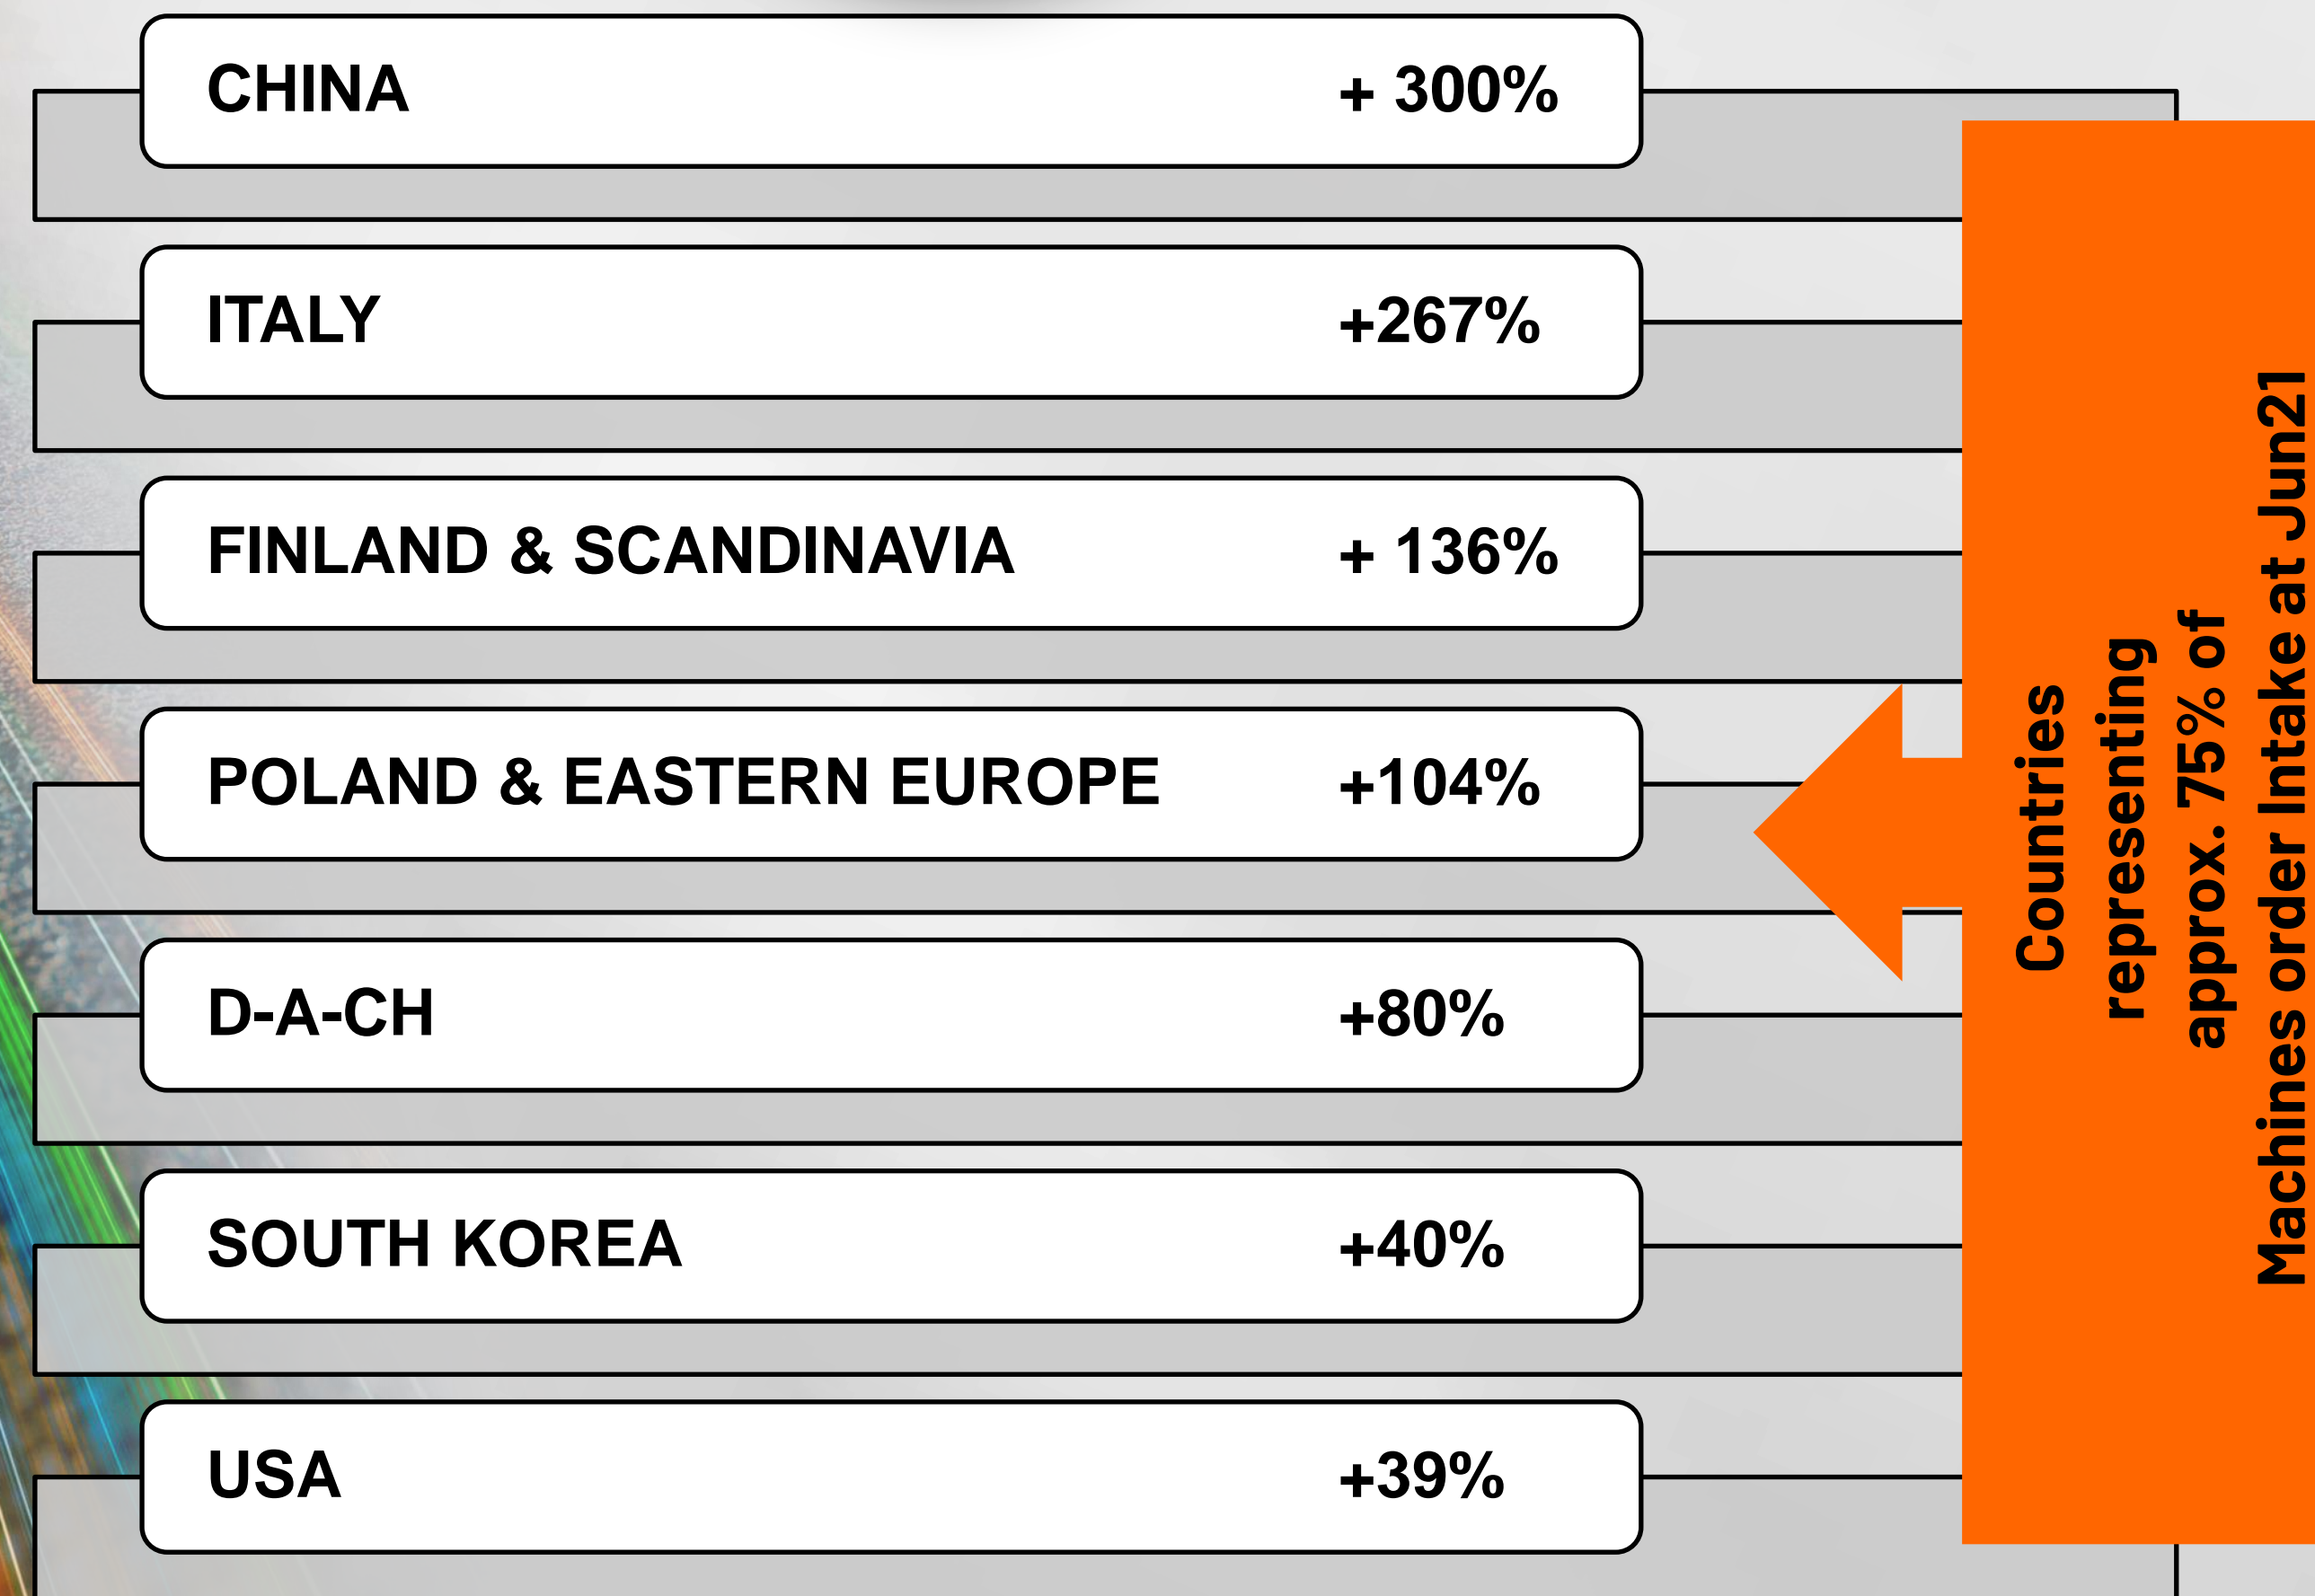 CHINA + 300%
ITALY +267%
FINLAND & SCANDINAVIA + 136%
POLAND & EASTERN EUROPE +104%
D-A-CH +80%
SOUTH KOREA +40%
USA +39%
Countries
representing
approx. 75% of
Machines order Intake at Jun21